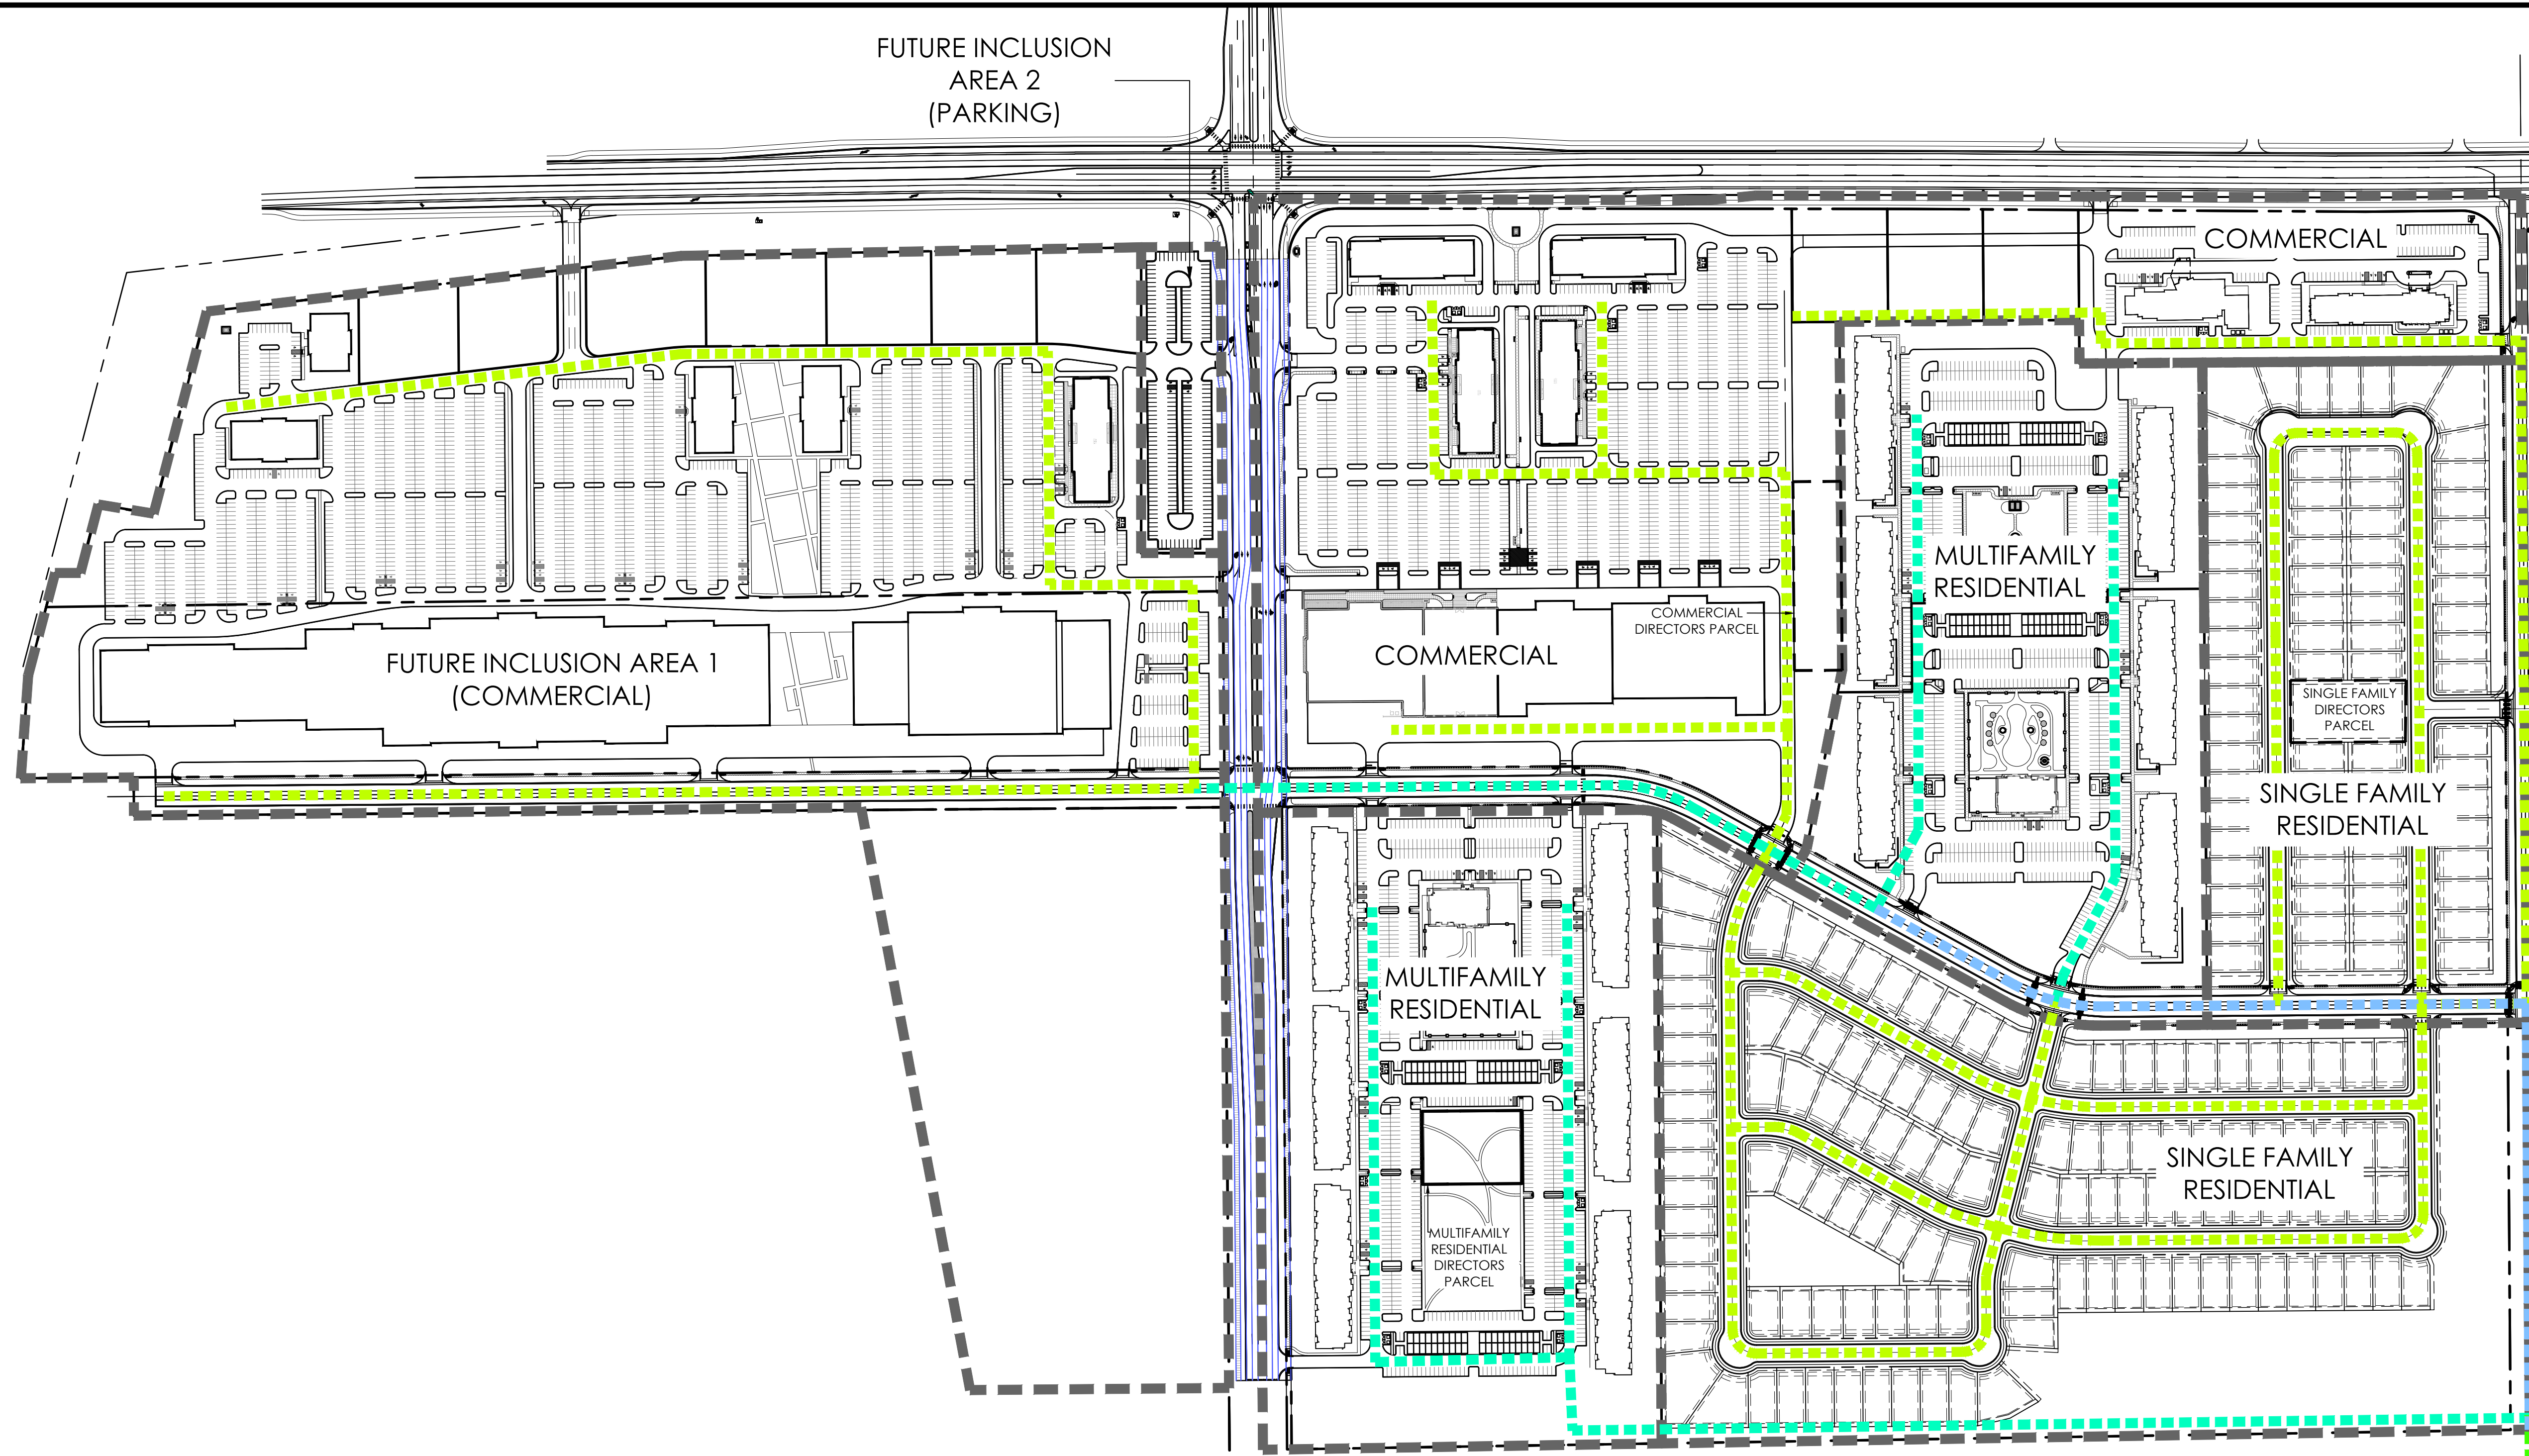 FUTURE INCLUSION
AREA 2
(PARKING)
COMMERCIAL
MULTIFAMILY
RESIDENTIAL
COMMERCIAL
DIRECTORS PARCEL
COMMERCIAL
FUTURE INCLUSION AREA 1
(COMMERCIAL)
SINGLE FAMILY
DIRECTORS
PARCEL
SINGLE FAMILY
RESIDENTIAL
MULTIFAMILY
RESIDENTIAL
SINGLE FAMILY
RESIDENTIAL
MULTIFAMILY
RESIDENTIAL
DIRECTORS
PARCEL